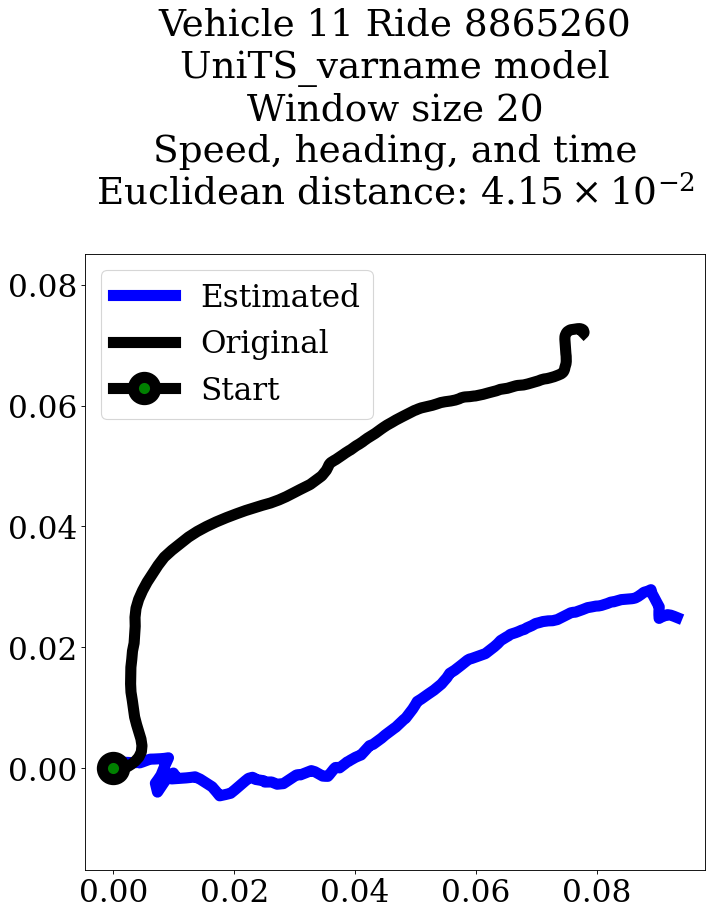 Vehicle 11 Ride 8865260
UniTS_varname model
Window size 20
Speed, heading, and time
Euclidean distance: 4.15 × 10⁻²
Estimated
Original
Start
0.08
0.06
0.04
0.02
0.00
0.00 0.02 0.04 0.06 0.08